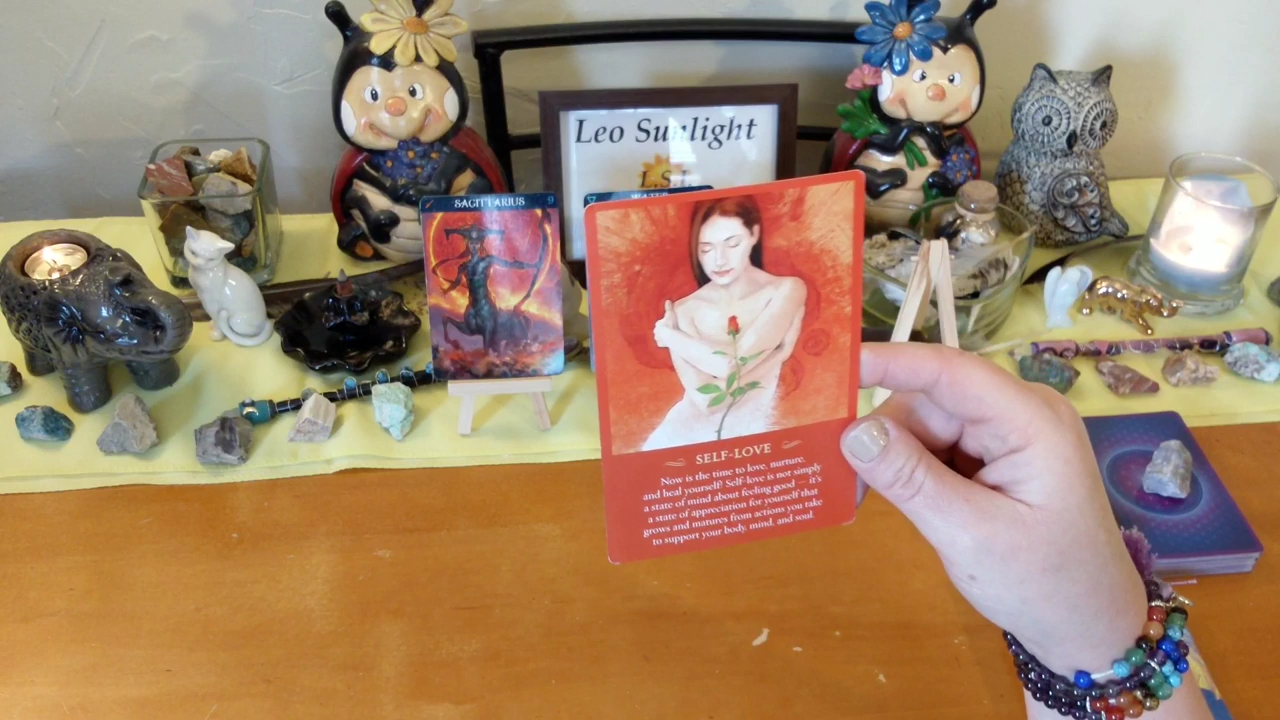 Leo Sunlight
L.S.L
SAGITTARIUS
9
WATER
SELF-LOVE
Now is the time to love, nurture,
and heal yourself! Self-love is not simply
a state of mind about feeling good — it's
a state of appreciation for yourself that
grows and matures from actions you take
to support your body, mind, and soul.